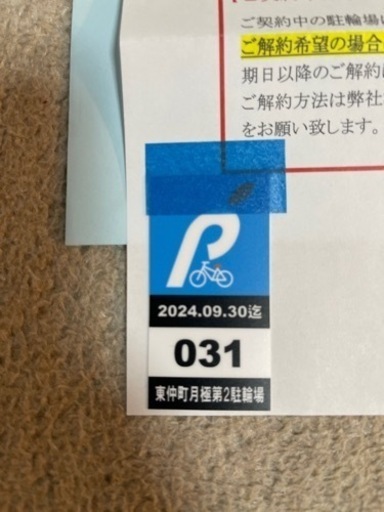 ご契約中の駐輪場
ご解約希望の場合
期日以降のご解約
ご解約方法は弊社
をお願い致します。
P
2024.09.30迄
031
東仲町月極第2駐輪場